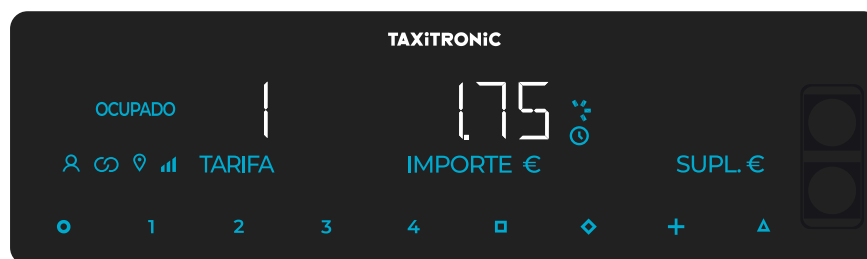 TAXiTRONiC
OCUPADO 1 1.75
TARIFA IMPORTE € SUPL. €
1 2 3 4